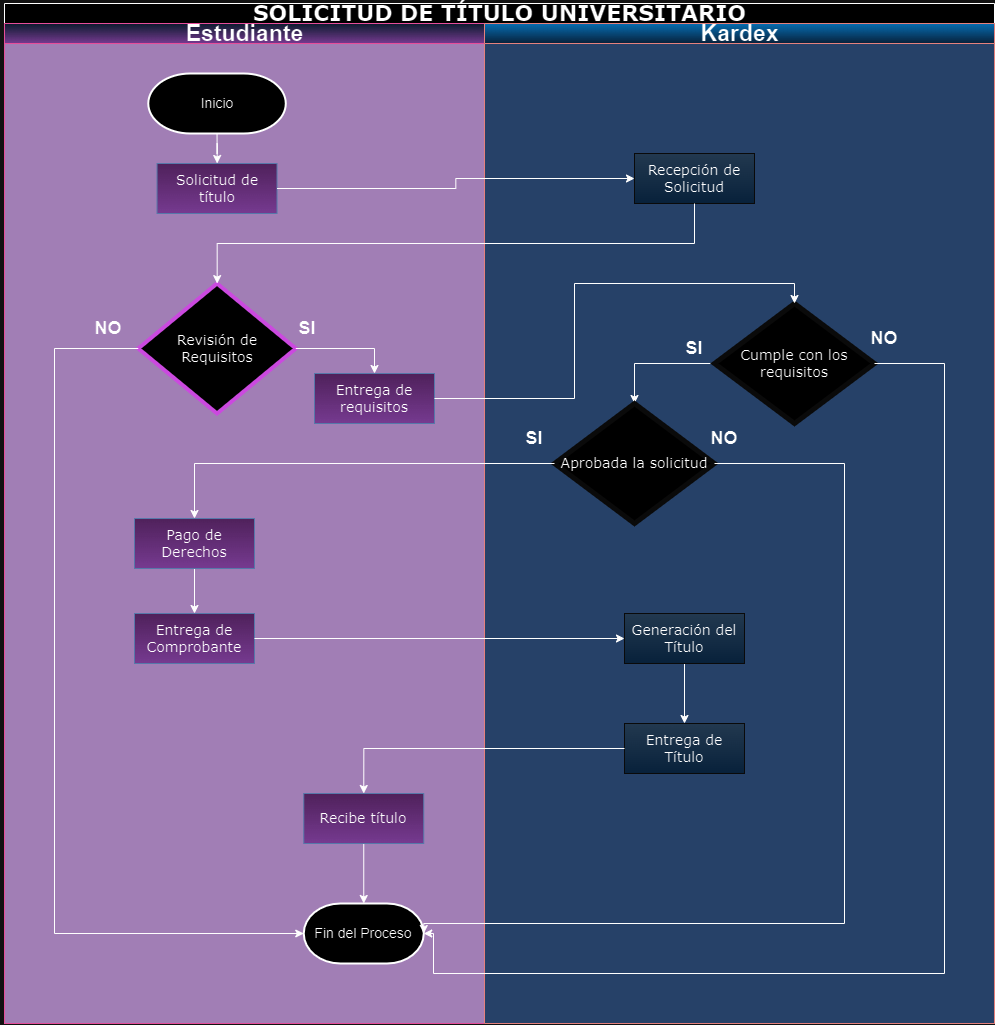 SOLICITUD DE TÍTULO UNIVERSITARIO
Estudiante
Kardex
Inicio
Solicitud de
título
Recepción de
Solicitud
NO
SI
Revisión de
Requisitos
Entrega de
requisitos
SI
NO
Cumple con los
requisitos
SI
NO
Aprobada la solicitud
Pago de
Derechos
Entrega de
Comprobante
Generación del
Título
Entrega de
Título
Recibe título
Fin del Proceso